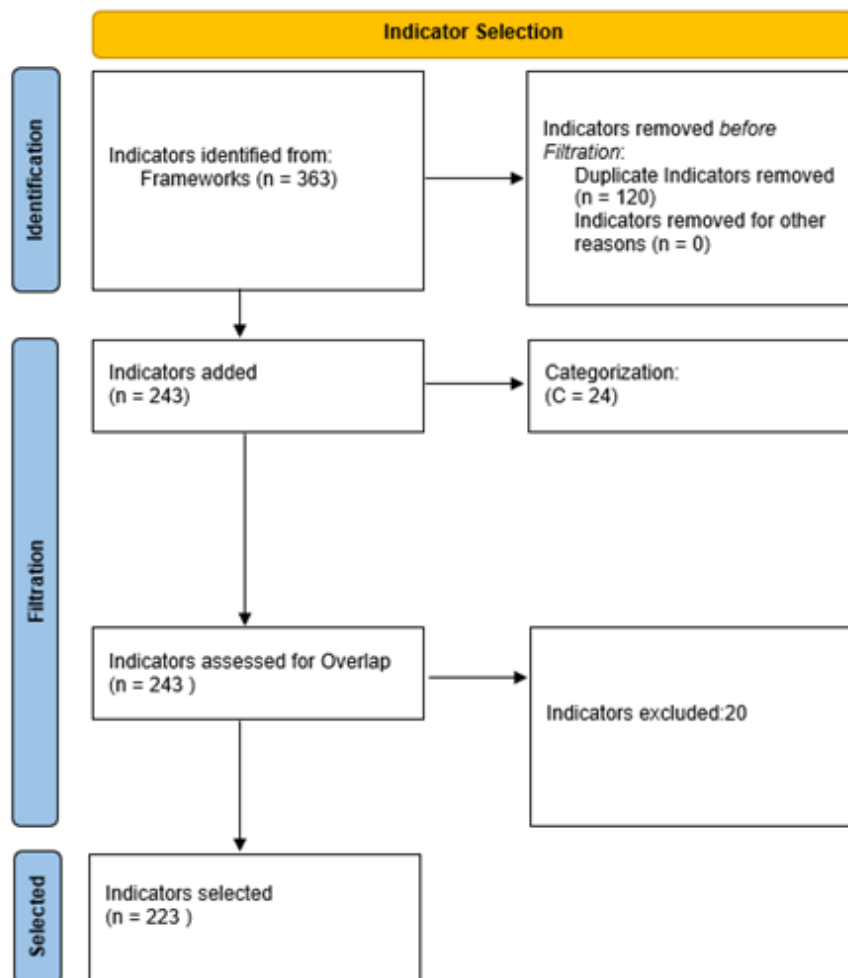 Indicator Selection
Identification
Indicators identified from:
Frameworks (n = 363)
Indicators removed before
Filtration:
Duplicate Indicators removed
(n = 120)
Indicators removed for other
reasons (n = 0)
Filtration
Indicators added
(n = 243)
Categorization:
(C = 24)
Indicators assessed for Overlap
(n = 243 )
Indicators excluded:20
Selected
Indicators selected
(n = 223 )